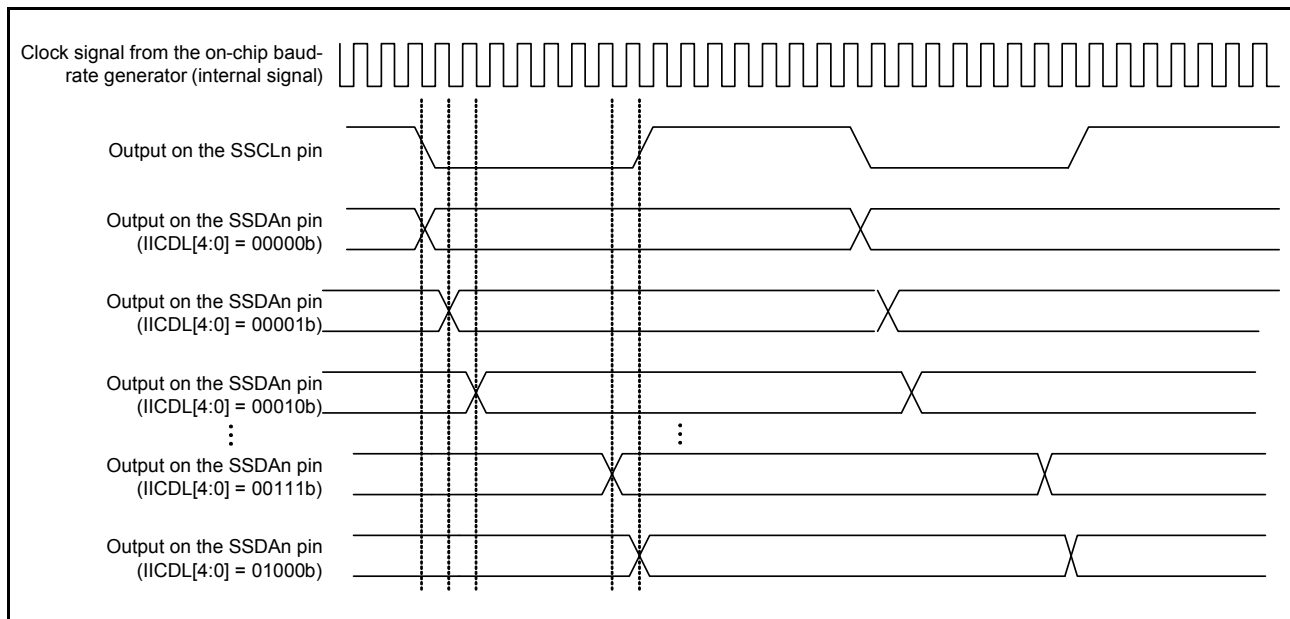 Clock signal from the on-chip baud-
rate generator (internal signal)
Output on the SSCLn pin
Output on the SSDAn pin
(IICDL[4:0] = 00000b)
Output on the SSDAn pin
(IICDL[4:0] = 00001b)
Output on the SSDAn pin
(IICDL[4:0] = 00010b)
Output on the SSDAn pin
(IICDL[4:0] = 00111b)
Output on the SSDAn pin
(IICDL[4:0] = 01000b)